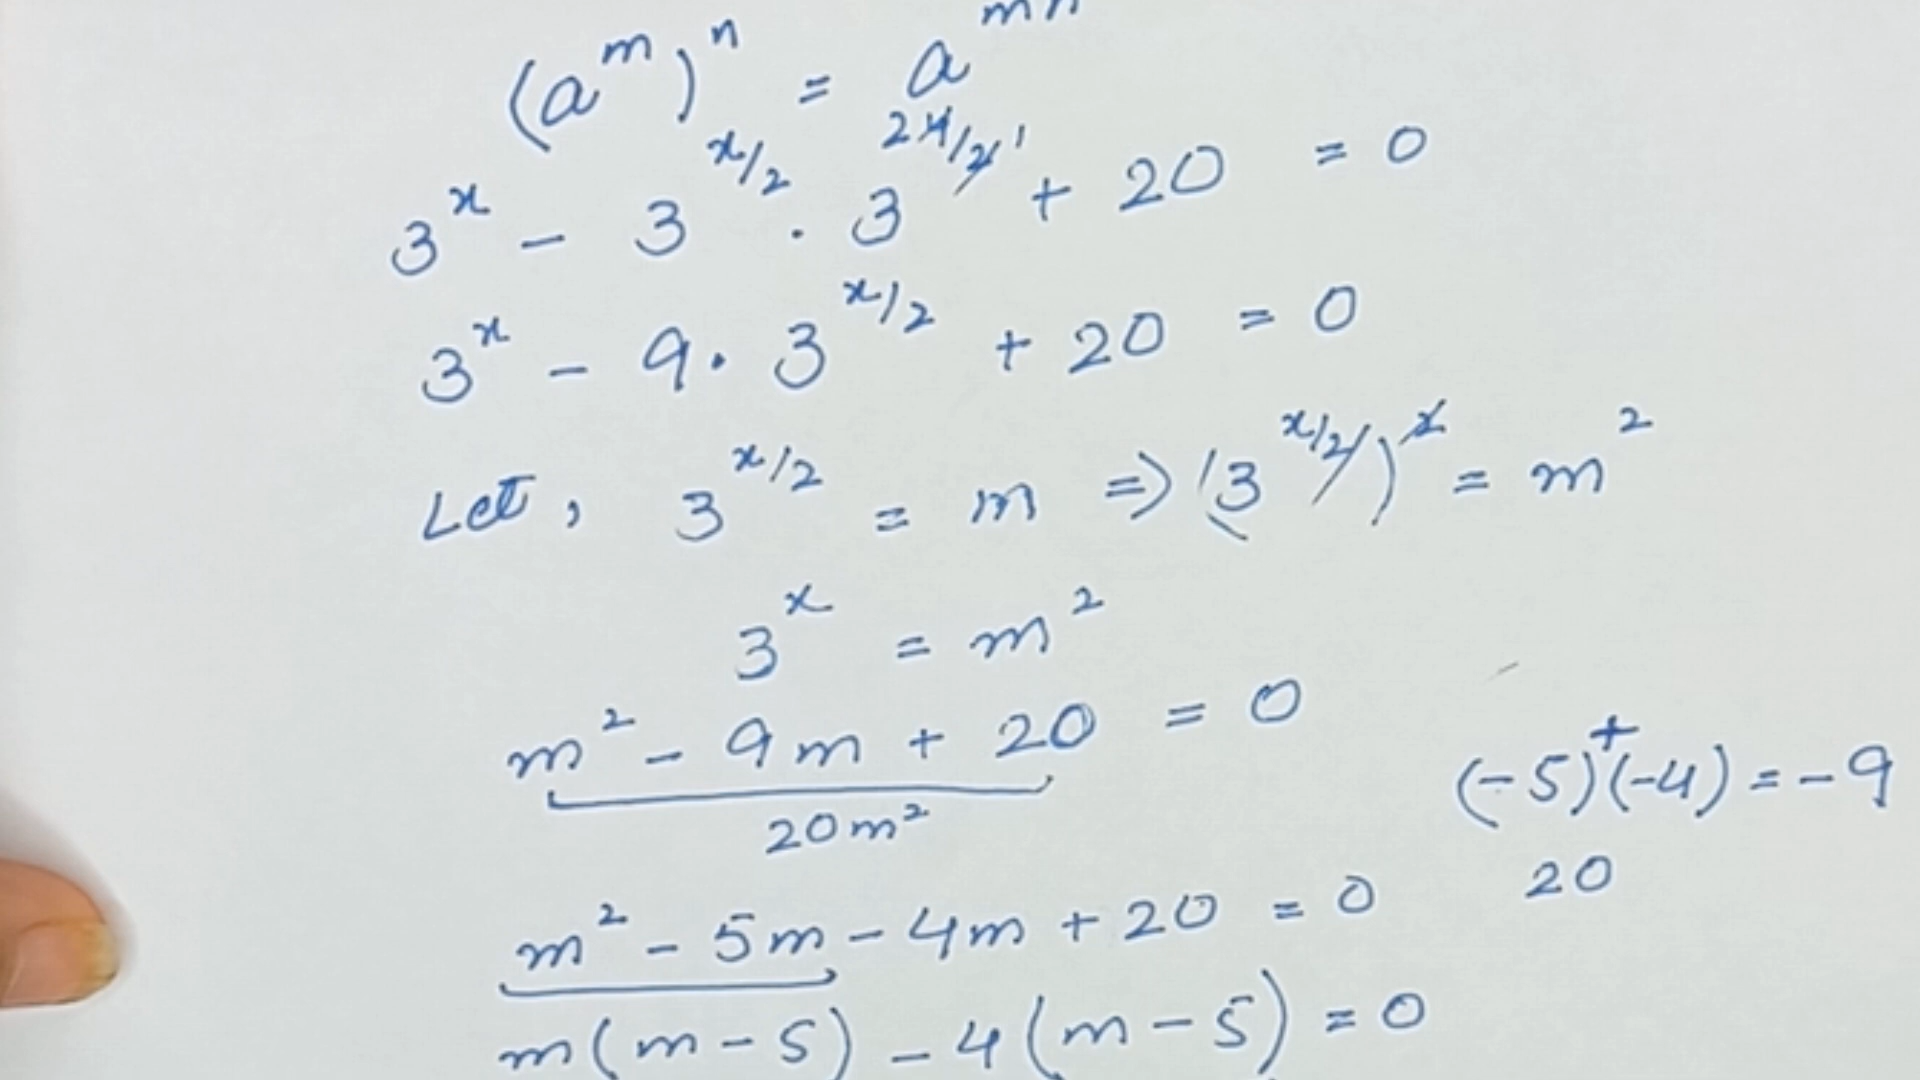 (a^m)^n = a^mn
3^x - 3^x/2 . 3^24/2 1 + 20 = 0
3^x - 9. 3^x/2 + 20 = 0
Let, 3^x/2 = m => (3^x/2)^2 = m^2
3^x = m^2
m^2 - 9m + 20 = 0
20m^2
(-5)+(-4) = -9
20
m^2 - 5m - 4m + 20 = 0
m(m-5) - 4(m-5) = 0